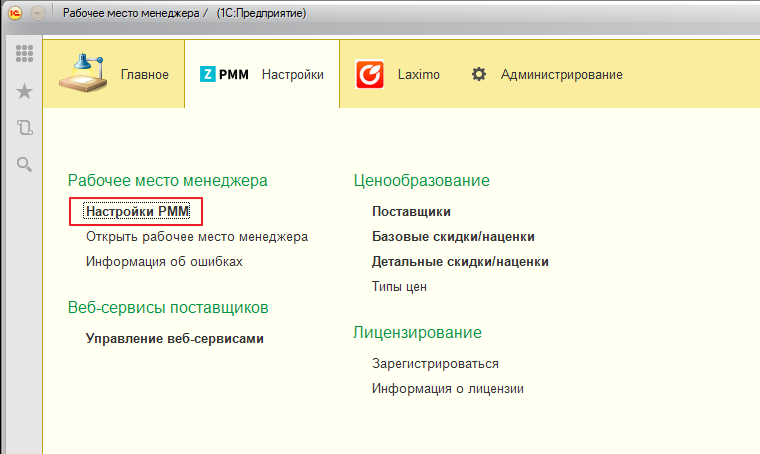 Рабочее место менеджера / (1С:Предприятие)
Главное
Z РММ Настройки
Laximo
Администрирование
Рабочее место менеджера
Настройки РММ
Открыть рабочее место менеджера
Информация об ошибках
Веб-сервисы поставщиков
Управление веб-сервисами
Ценообразование
Поставщики
Базовые скидки/наценки
Детальные скидки/наценки
Типы цен
Лицензирование
Зарегистрироваться
Информация о лицензии